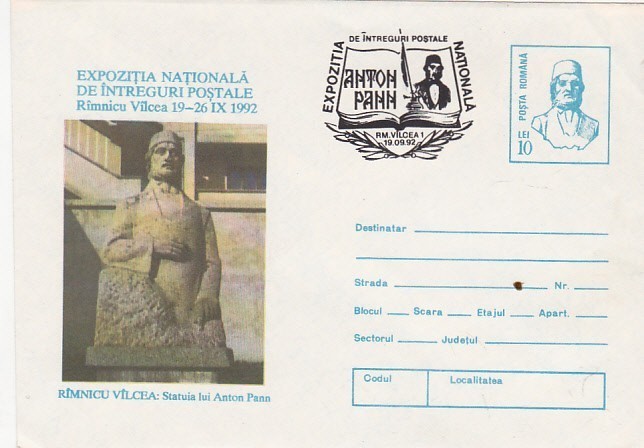 EXPOZIȚIA NAȚIONALĂ
DE ÎNTREGURI POȘTALE
Rîmnicu Vîlcea 19-26 IX 1992
RÎMNICU VÎLCEA: Statuia lui Anton Pann
EXPOZIȚIA NAȚIONALĂ
DE ÎNTREGURI POȘTALE
ANTON
PANN
RM. VÎLCEA 1
19.09.92
POȘTA ROMÂNĂ
LEI
10
Destinatar
Strada Nr.
Blocul Scara Etajul Apart.
Sectorul Județul
Codul Localitatea